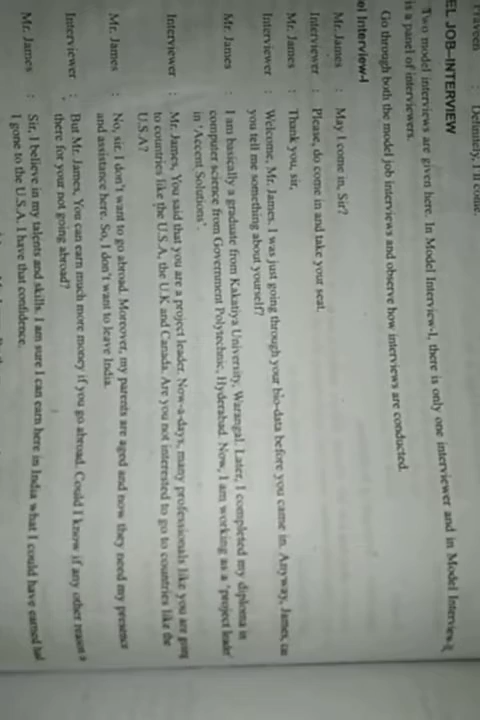 Praveen : Definitely, I'll come.
EL JOB-INTERVIEW
Two model interviews are given here. In Model Interview-I, there is only one interviewer and in Model Interview-II,
is a panel of interviewers.
Go through both the model job interviews and observe how interviews are conducted.
el Interview-I
Mr. James : May I come in, Sir?
Interviewer : Please, do come in and take your seat.
Mr. James : Thank you, sir.
Interviewer : Welcome, Mr. James. I was just going through your bio-data before you came in. Anyway, James, can
you tell me something about yourself?
Mr. James : I am basically a graduate from Kakatiya University, Warangal. Later, I completed my diploma in
computer science from Government Polytechnic, Hyderabad. Now, I am working as a 'project leader'
in 'Accent Solutions'.
Interviewer : Mr. James, You said that you are a project leader. Now-a-days, many professionals like you are going
to countries like the U.S.A, the U.K and Canada. Are you not interested to go to countries like the
U.S.A?
Mr. James : No, sir. I don't want to go abroad. Moreover, my parents are aged and now they need my presence
and assistance here. So, I don't want to leave India.
Interviewer : But Mr. James, You can earn much more money if you go abroad. Could I know if any other reason is
there for your not going abroad?
Mr. James : Sir, I believe in my talents and skills. I am sure I can earn here in India what I could have earned had
I gone to the U.S.A. I have that confidence.